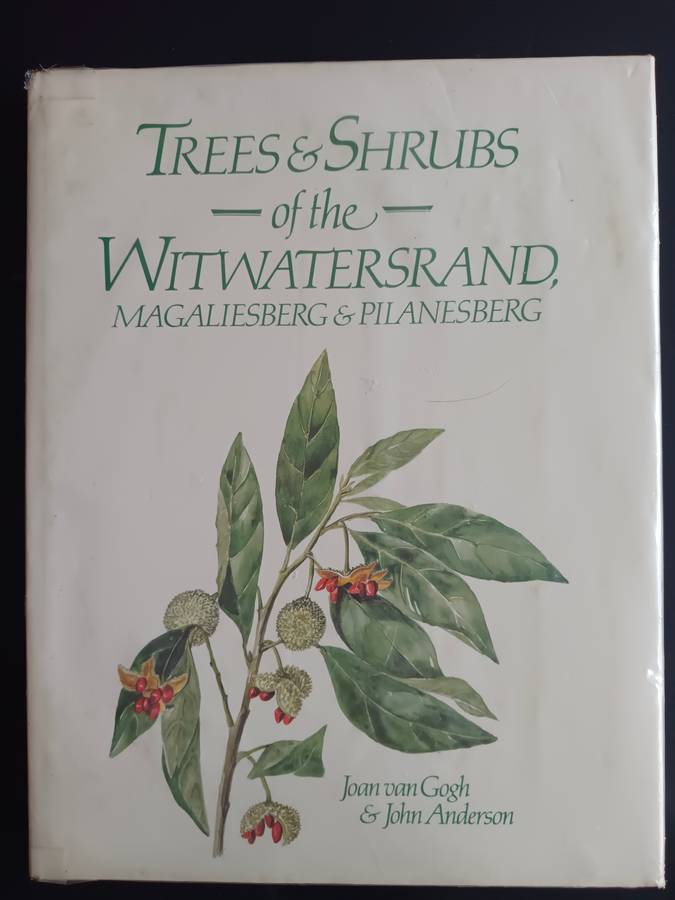 TREES & SHRUBS
of the
WITWATERSRAND,
MAGALIESBERG & PILANESBERG
Joan van Gogh
& John Anderson